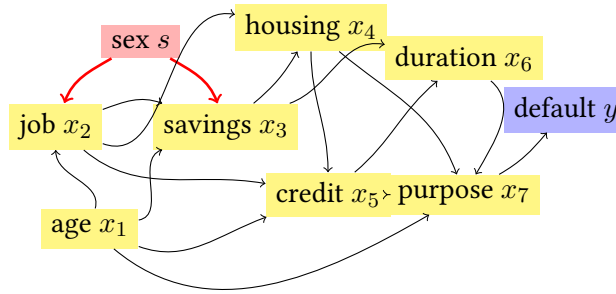 housing x₄
sex s
duration x₆
default y
job x₂
savings x₃
credit x₅
purpose x₇
age x₁